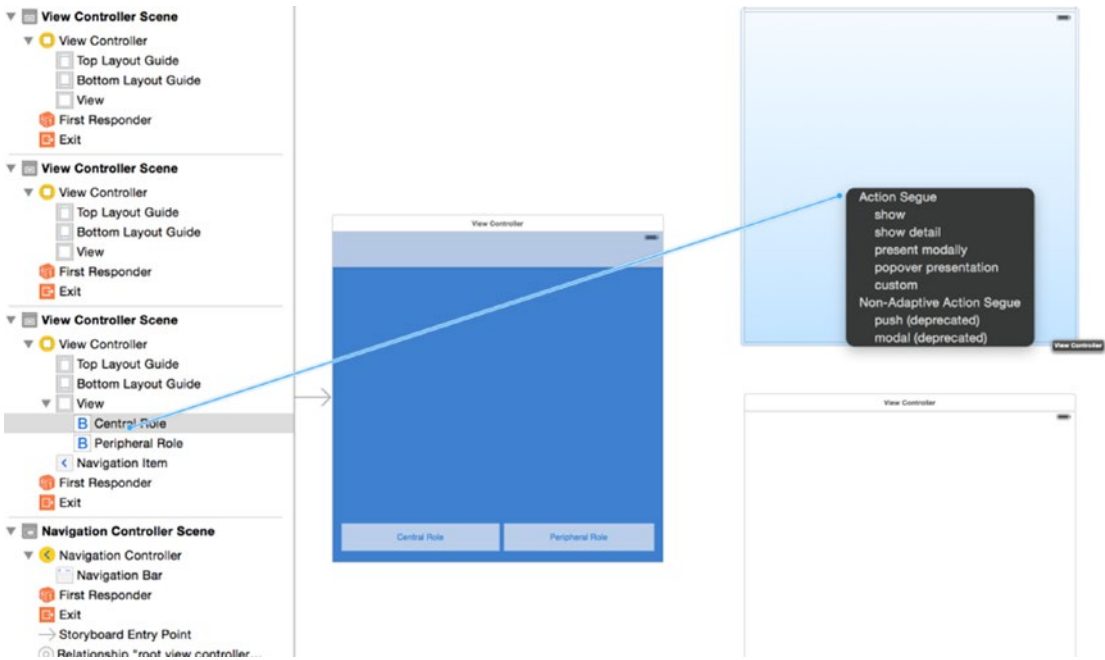 View Controller Scene
View Controller
Top Layout Guide
Bottom Layout Guide
View
First Responder
Exit
View Controller Scene
View Controller
Top Layout Guide
Bottom Layout Guide
View
First Responder
Exit
View Controller Scene
View Controller
Top Layout Guide
Bottom Layout Guide
View
B Central Role
B Peripheral Role
Navigation Item
First Responder
Exit
Navigation Controller Scene
Navigation Controller
Navigation Bar
First Responder
Exit
Storyboard Entry Point
Relationship "root view controller...
View Controller
Central Role
Peripheral Role
Action Segue
show
show detail
present modally
popover presentation
custom
Non-Adaptive Action Segue
push (deprecated)
modal (deprecated)
View Controller
View Controller